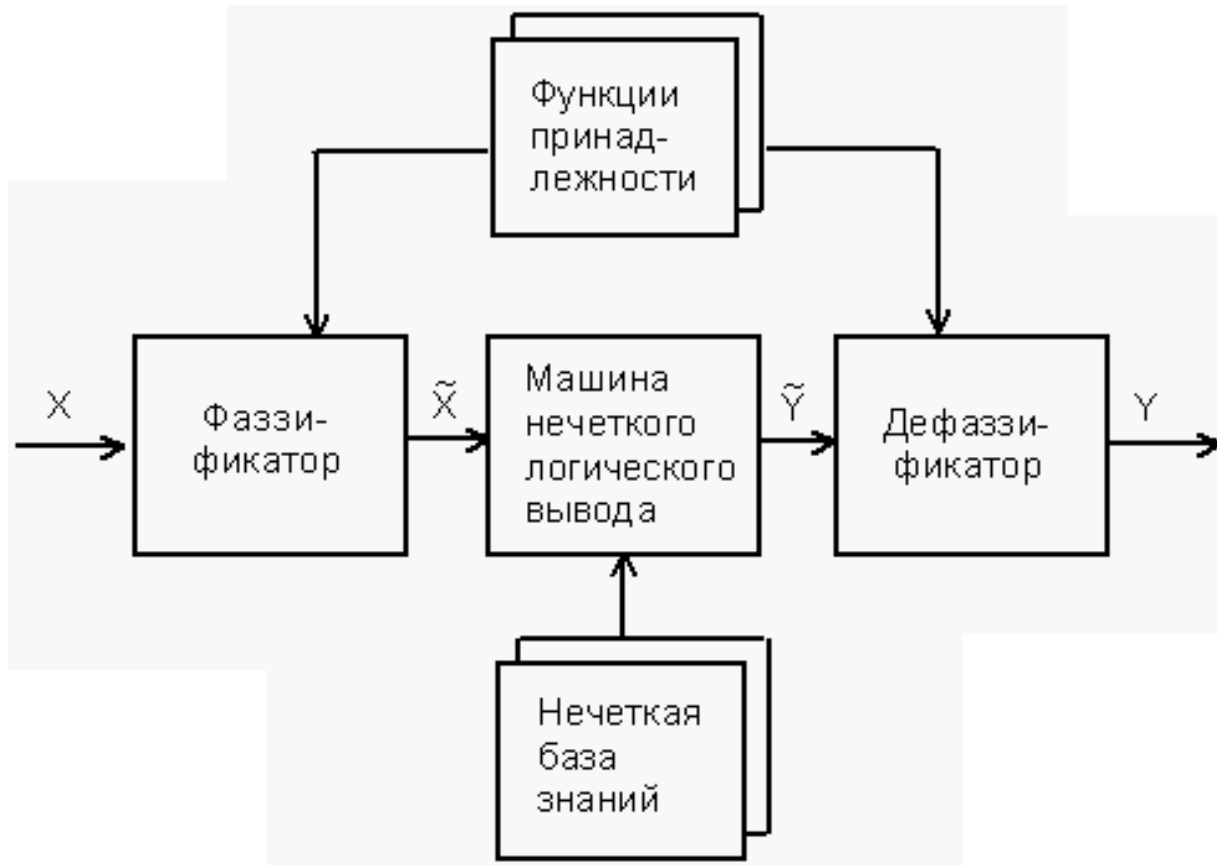 Функции
принад-
лежности
X
Фаззи-
фикатор
X̃
Машина
нечеткого
логического
вывода
Ỹ
Дефаззи-
фикатор
Y
Нечеткая
база
знаний